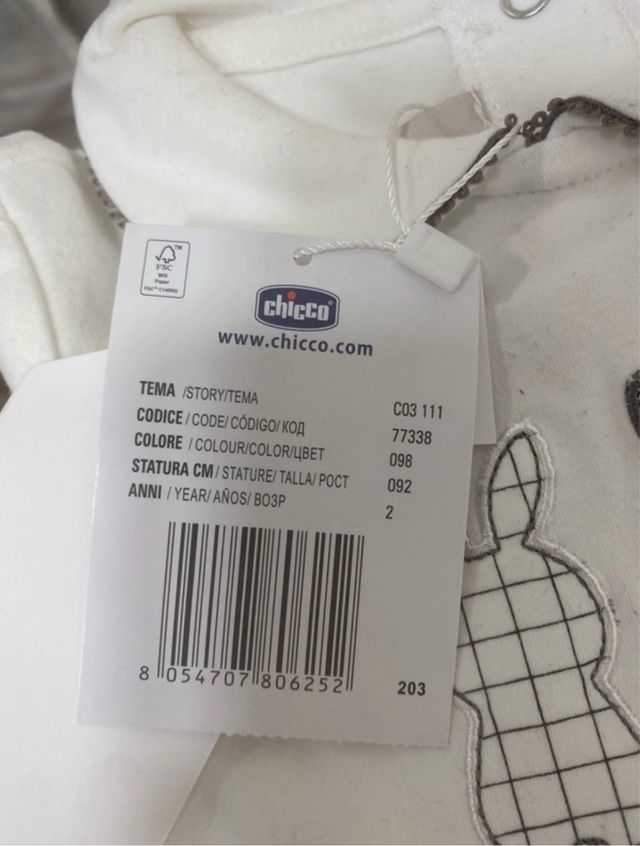 FSC™
MIX
Paper
chicco®
www.chicco.com
TEMA /STORY/TEMA C03 111
CODICE / CODE/ CÓDIGO/ КОД 77338
COLORE / COLOUR/COLOR/ЦВЕТ 098
STATURA CM / STATURE/ TALLA/ РОСТ 092
ANNI / YEAR/ AÑOS/ ВОЗР 2
8 054707 806252
203